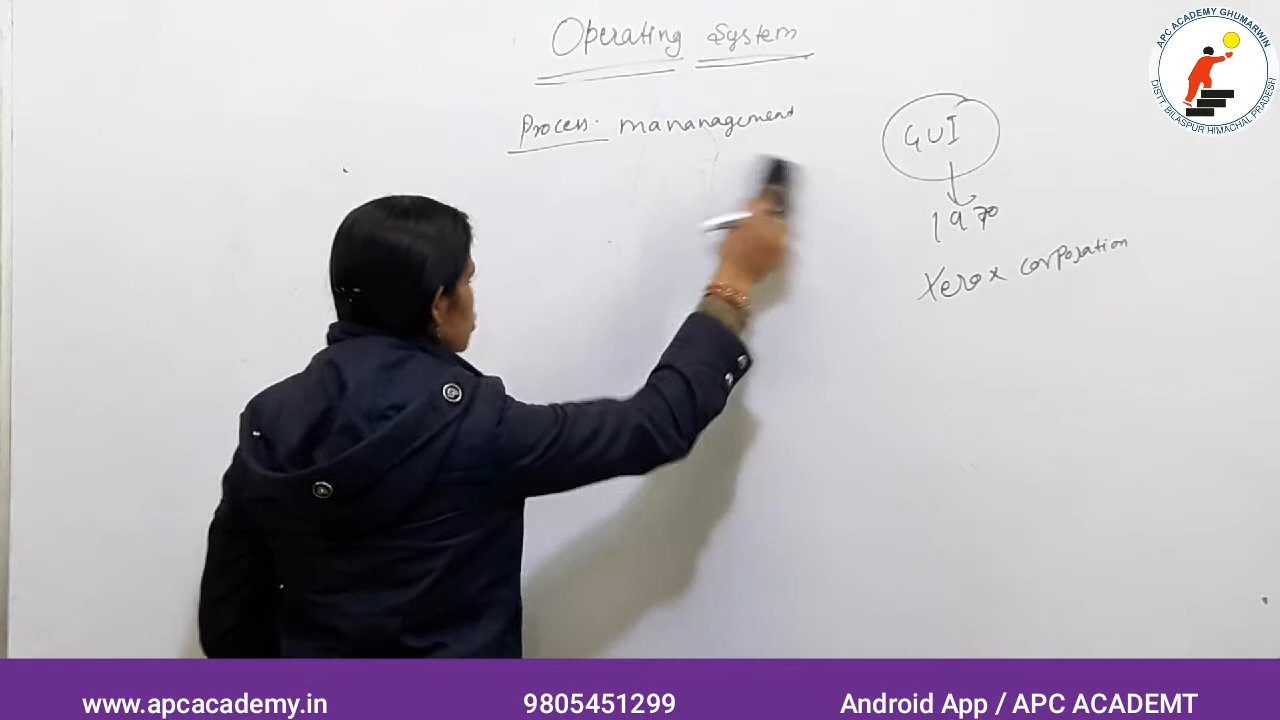 Operating System
Process. mananagement
GUI
1970
Xerox corporation
APC ACADEMY GHUMARWIN
DISTT. BILASPUR HIMACHAL PRADESH
www.apcacademy.in
9805451299
Android App / APC ACADEMT